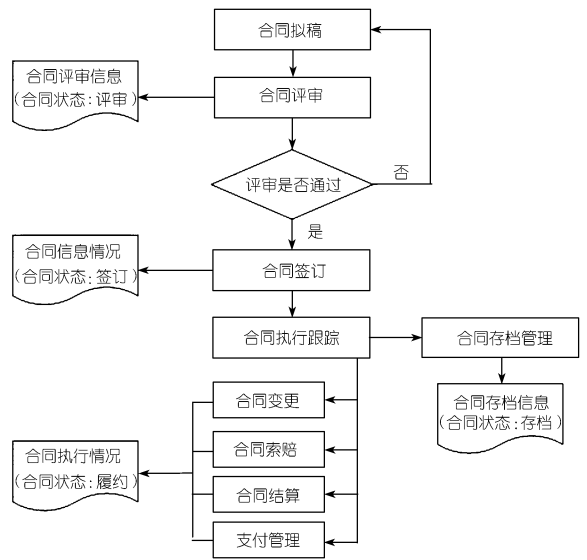 合同拟稿
合同评审信息
(合同状态:评审)
合同评审
评审是否通过
否
是
合同信息情况
(合同状态:签订)
合同签订
合同执行跟踪
合同存档管理
合同变更
合同存档信息
(合同状态:存档)
合同索赔
合同执行情况
(合同状态:履约)
合同结算
支付管理